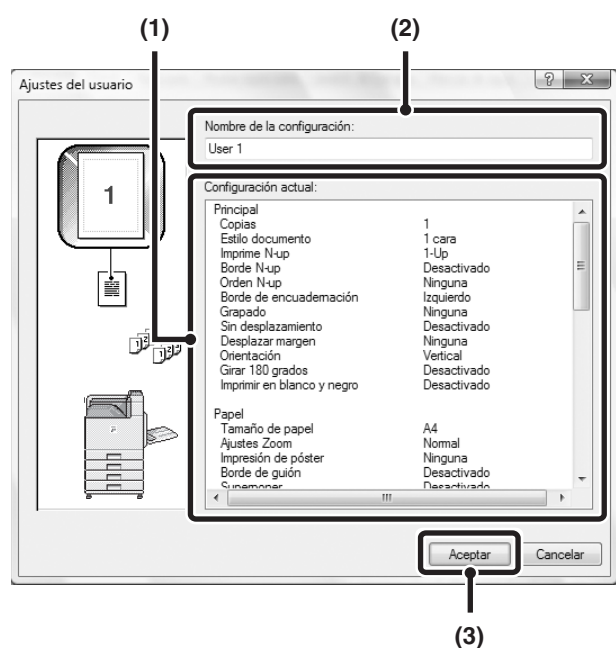 (1) (2)
Ajustes del usuario
Nombre de la configuración:
User 1
Configuración actual:
1
Principal
Copias 1
Estilo documento 1 cara
Imprime N-up 1-Up
Borde N-up Desactivado
Orden N-up Ninguna
Borde de encuadernación Izquierdo
Grapado Ninguna
Sin desplazamiento Desactivado
Desplazar margen Ninguna
Orientación Vertical
Girar 180 grados Desactivado
Imprimir en blanco y negro Desactivado
Papel
Tamaño de papel A4
Ajustes Zoom Normal
Impresión de póster Ninguna
Borde de guión Desactivado
Superponer Desactivado
Aceptar Cancelar
(3)